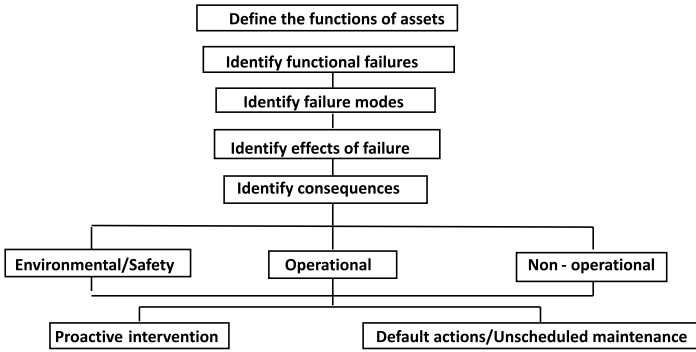 Define the functions of assets
Identify functional failures
Identify failure modes
Identify effects of failure
Identify consequences
Environmental/Safety
Operational
Non - operational
Proactive intervention
Default actions/Unscheduled maintenance